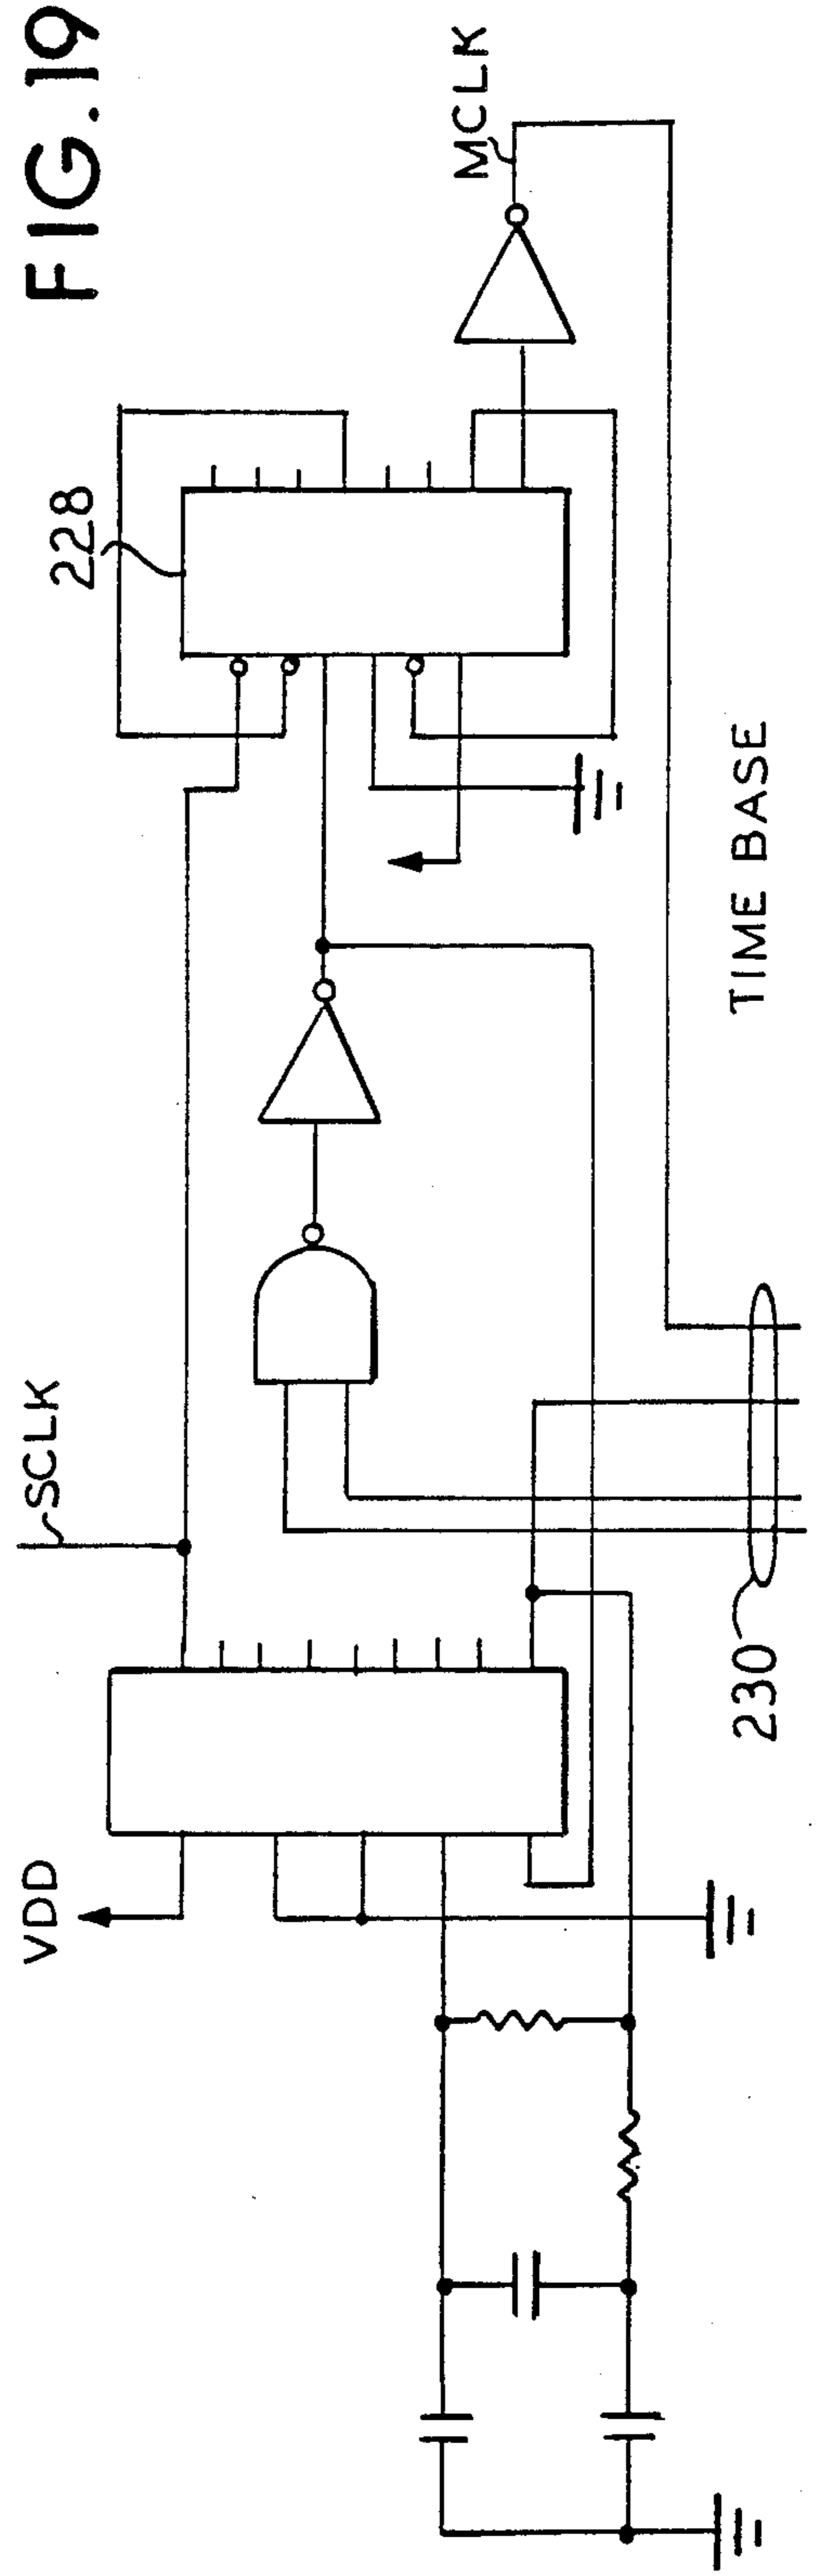 FIG. 19
MCLK
228
SCLK
TIME BASE
VDD
230